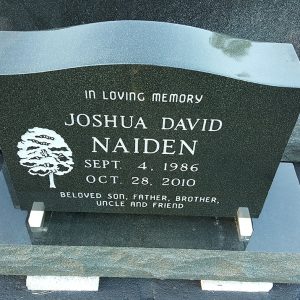 IN LOVING MEMORY
JOSHUA DAVID
NAIDEN
SEPT. 4, 1986
OCT. 28, 2010
BELOVED SON, FATHER, BROTHER,
UNCLE AND FRIEND